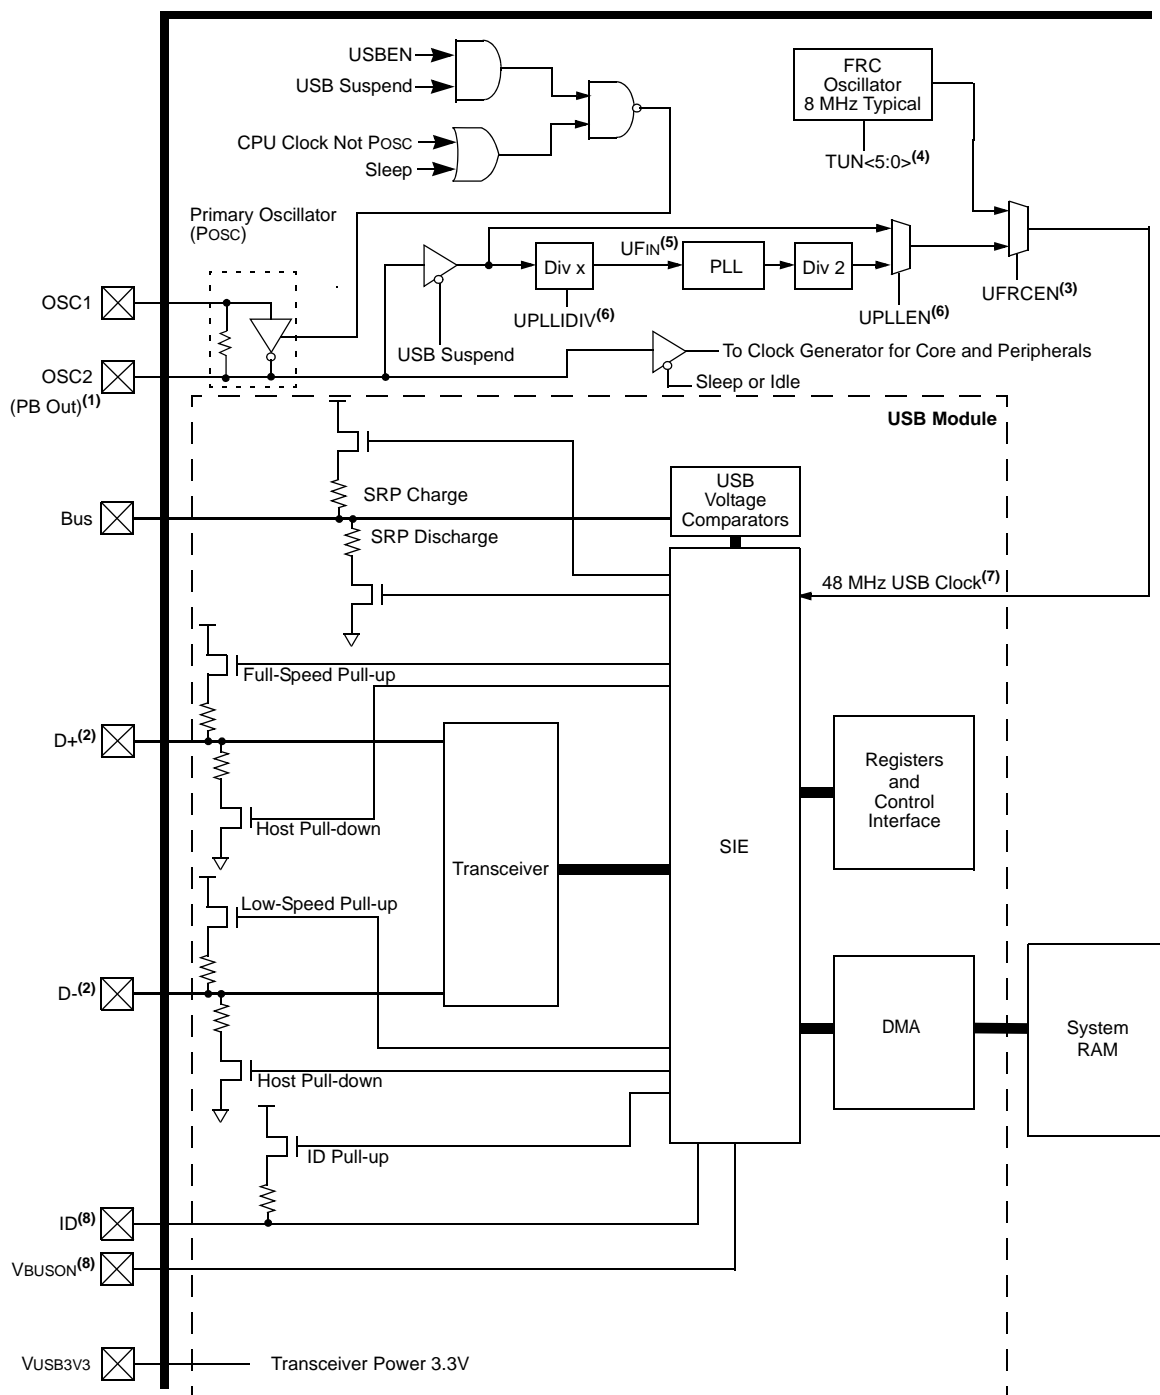 USBEN
USB Suspend
CPU Clock Not POSC
Sleep
FRC
Oscillator
8 MHz Typical
TUN<5:0>(4)
Primary Oscillator
(POSC)
UFIN(5)
Div x
PLL
Div 2
UFRCEN(3)
UPLLIDIV(6)
UPLLEN(6)
OSC1
USB Suspend
To Clock Generator for Core and Peripherals
OSC2
(PB Out)(1)
Sleep or Idle
USB Module
USB
Voltage
Comparators
SRP Charge
Bus
SRP Discharge
48 MHz USB Clock(7)
Full-Speed Pull-up
D+(2)
Registers
and
Control
Interface
Host Pull-down
SIE
Transceiver
Low-Speed Pull-up
D-(2)
DMA
System
RAM
Host Pull-down
ID Pull-up
ID(8)
VBUSON(8)
VUSB3V3
Transceiver Power 3.3V